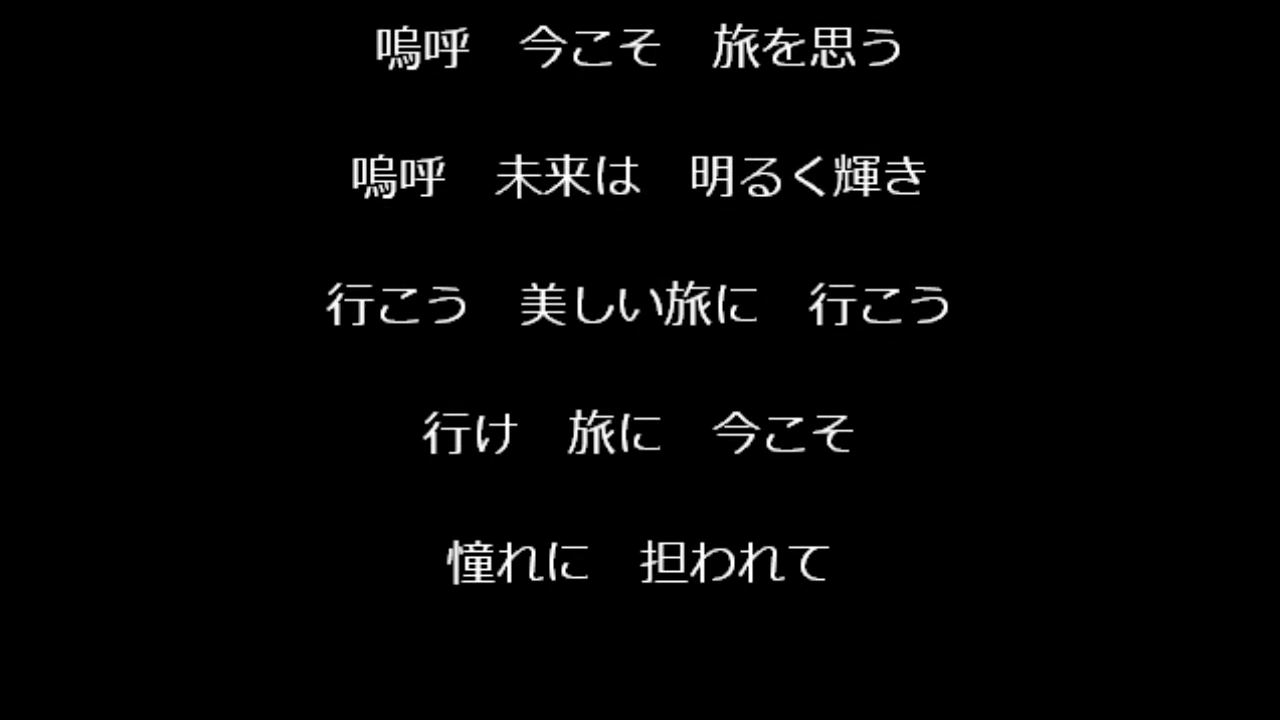 嗚呼　今こそ　旅を思う
嗚呼　未来は　明るく輝き
行こう　美しい旅に　行こう
行け　旅に　今こそ
憧れに　担われて